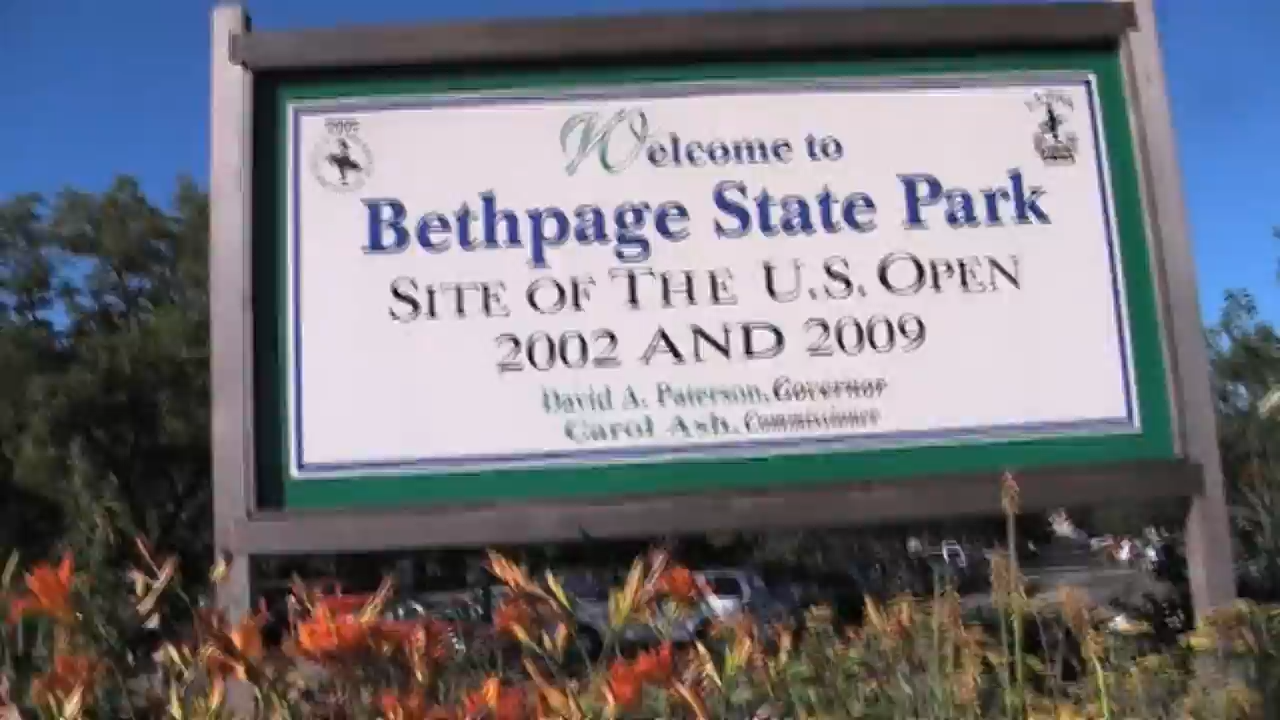 Welcome to
Bethpage State Park
SITE OF THE U.S. OPEN
2002 AND 2009
David A. Paterson, Governor
Carol Ash, Commissioner